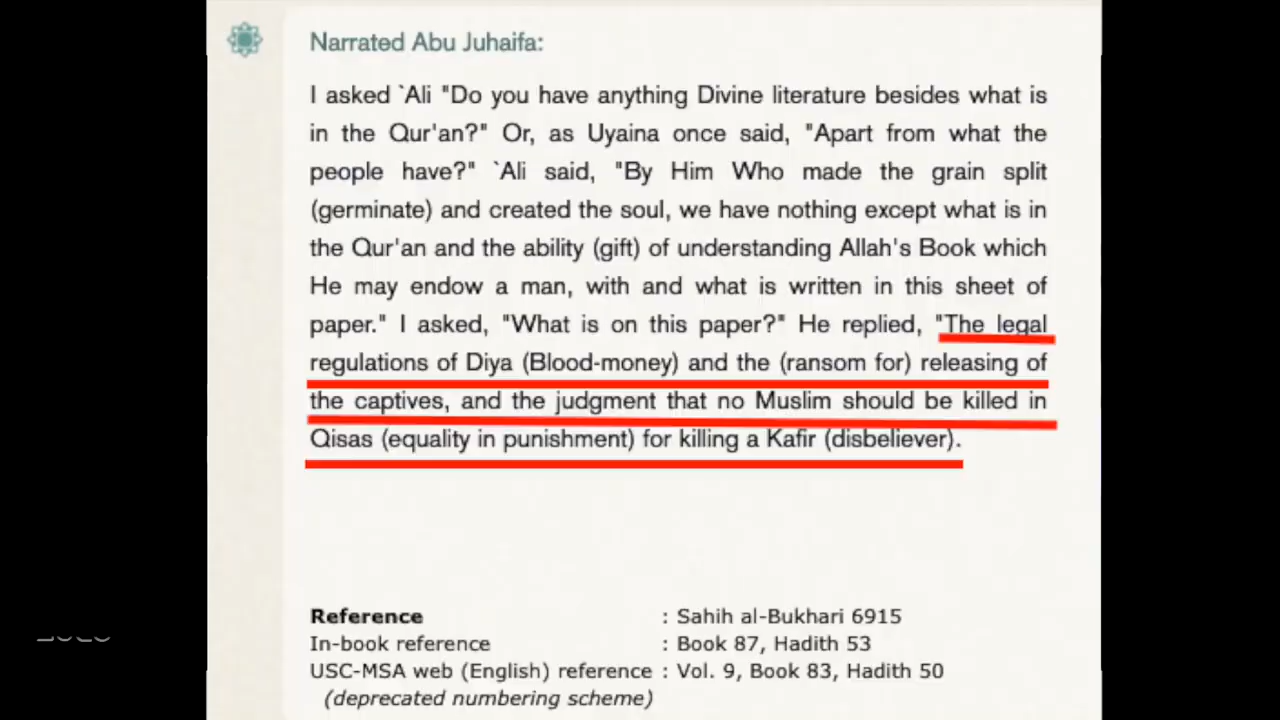 Narrated Abu Juhaifa:
I asked `Ali "Do you have anything Divine literature besides what is
in the Qur'an?" Or, as Uyaina once said, "Apart from what the
people have?" `Ali said, "By Him Who made the grain split
(germinate) and created the soul, we have nothing except what is in
the Qur'an and the ability (gift) of understanding Allah's Book which
He may endow a man, with and what is written in this sheet of
paper." I asked, "What is on this paper?" He replied, "The legal
regulations of Diya (Blood-money) and the (ransom for) releasing of
the captives, and the judgment that no Muslim should be killed in
Qisas (equality in punishment) for killing a Kafir (disbeliever).
Reference : Sahih al-Bukhari 6915
In-book reference : Book 87, Hadith 53
USC-MSA web (English) reference : Vol. 9, Book 83, Hadith 50
(deprecated numbering scheme)